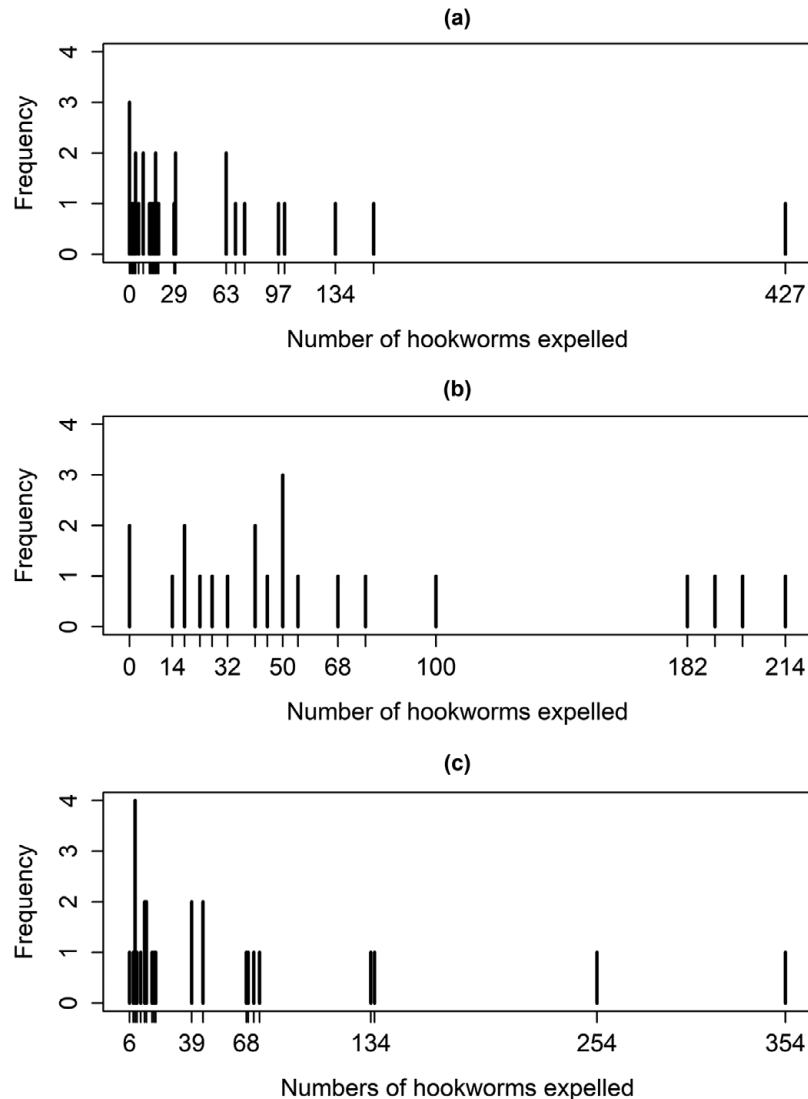 (a)
Frequency
4
3
2
1
0
0 29 63 97 134 427
Number of hookworms expelled
(b)
Frequency
4
3
2
1
0
0 14 32 50 68 100 182 214
Number of hookworms expelled
(c)
Frequency
4
3
2
1
0
6 39 68 134 254 354
Numbers of hookworms expelled